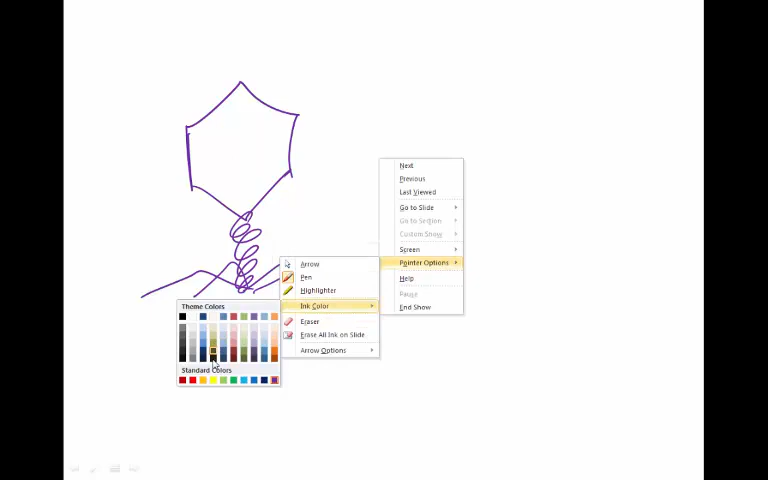 Next
Previous
Last Viewed
Go to Slide
Go to Section
Custom Show
Screen
Pointer Options
Help
Pause
End Show
Arrow
Pen
Highlighter
Ink Color
Eraser
Erase All Ink on Slide
Arrow Options
Theme Colors
Standard Colors